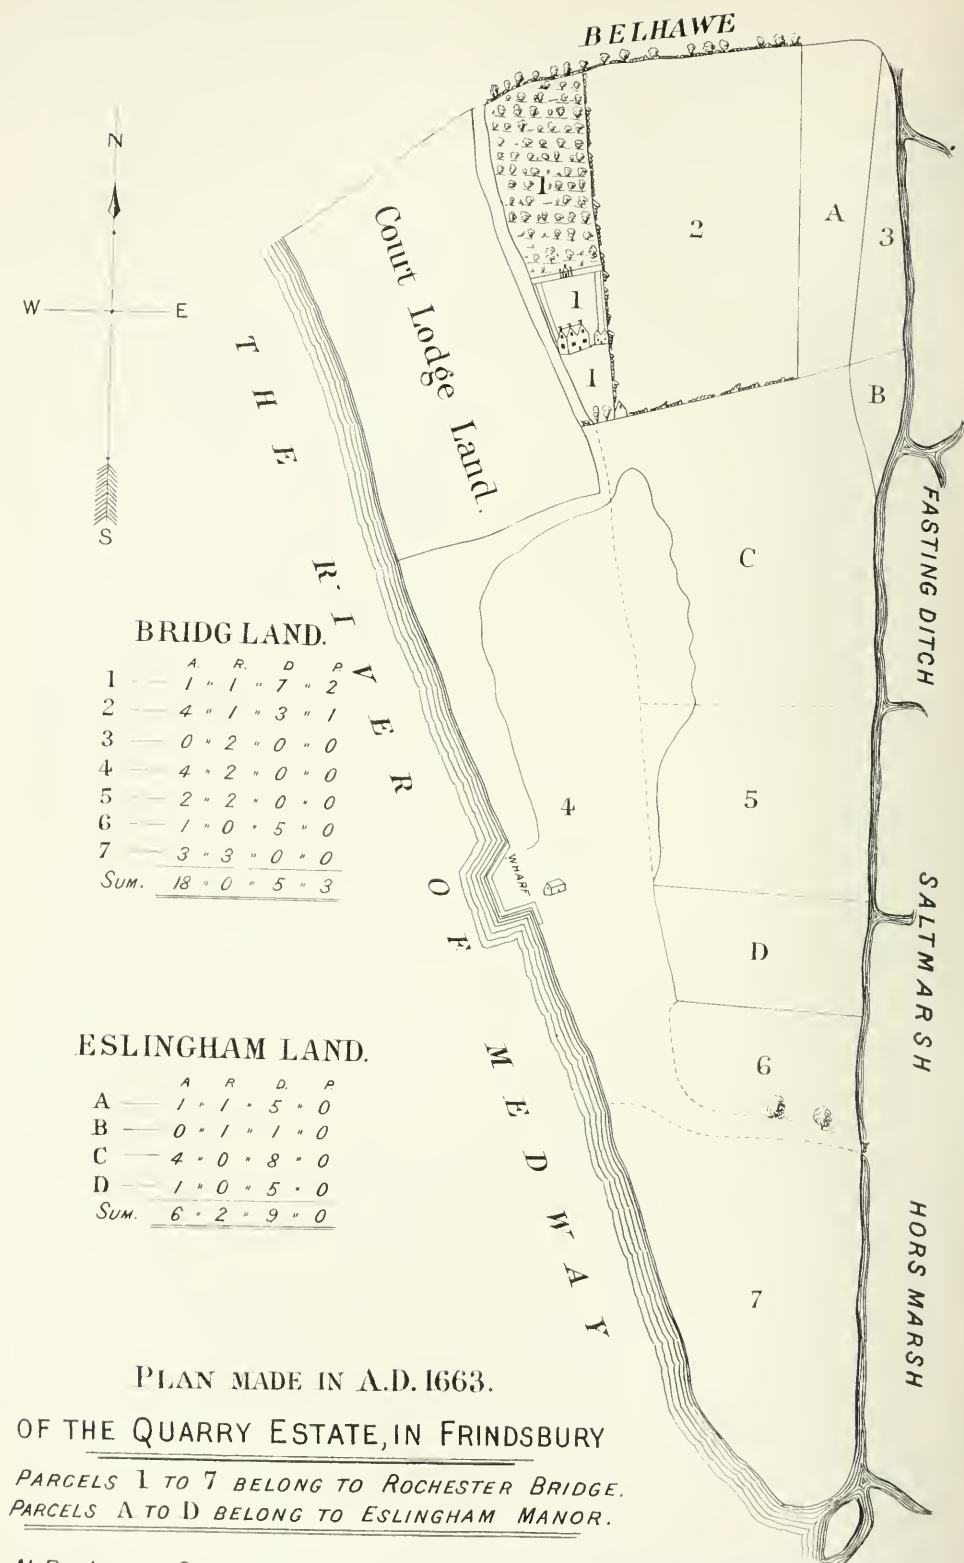 BELHAWE
N
W E
S
Court Lodge Land.
1
1
1
2
A
3
B
C
FASTING DITCH
THE RIVER OF MEDWAY
4
5
WHARF
D
6
SALTMARSH
7
HORS MARSH
BRIDG LAND.
A. R. D P.
1 — 1 " 1 " 7 " 2
2 — 4 " 1 " 3 " 1
3 — 0 " 2 " 0 " 0
4 — 4 " 2 " 0 " 0
5 — 2 " 2 " 0 " 0
6 — 1 " 0 " 5 " 0
7 — 3 " 3 " 0 " 0
SUM. 18 " 0 " 5 " 3
ESLINGHAM LAND.
A R D. P.
A — 1 " 1 " 5 " 0
B — 0 " 1 " 1 " 0
C — 4 " 0 " 8 " 0
D — 1 " 0 " 5 " 0
SUM. 6 " 2 " 9 " 0
PLAN MADE IN A.D. 1663.
OF THE QUARRY ESTATE, IN FRINDSBURY
PARCELS 1 TO 7 BELONG TO ROCHESTER BRIDGE.
PARCELS A TO D BELONG TO ESLINGHAM MANOR.